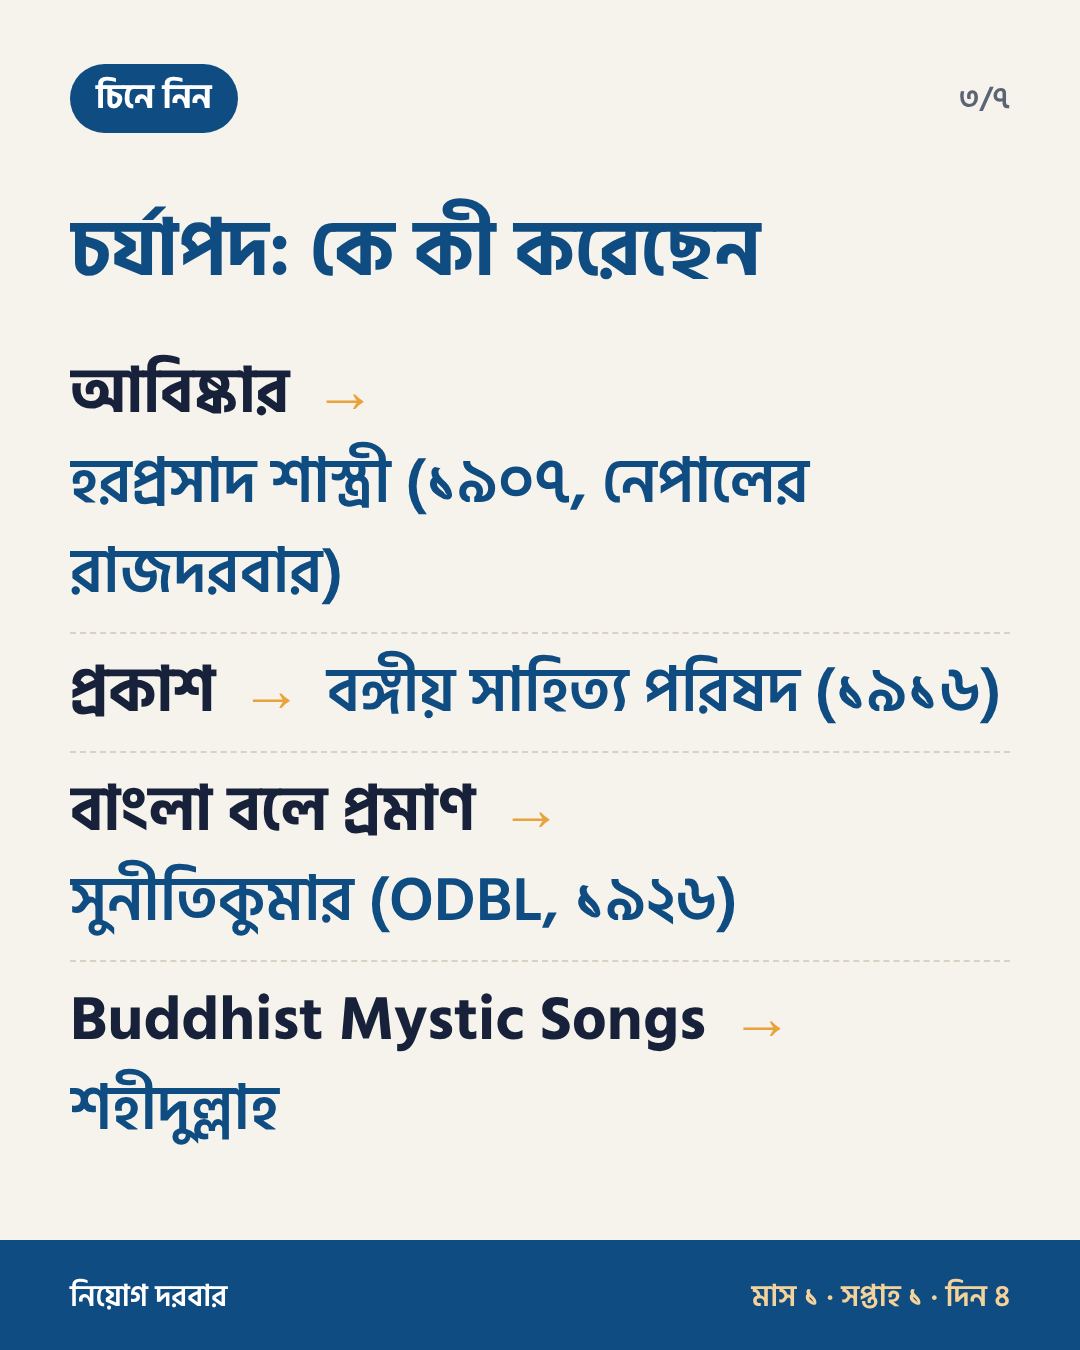 চিনে নিন
৩/৭
চর্যাপদ: কে কী করেছেন
আবিষ্কার →
হরপ্রসাদ শাস্ত্রী (১৯০৭, নেপালের
রাজদরবার)
প্রকাশ → বঙ্গীয় সাহিত্য পরিষদ (১৯১৬)
বাংলা বলে প্রমাণ →
সুনীতিকুমার (ODBL, ১৯২৬)
Buddhist Mystic Songs →
শহীদুল্লাহ
নিয়োগ দরবার
মাস ১ · সপ্তাহ ১ · দিন ৪